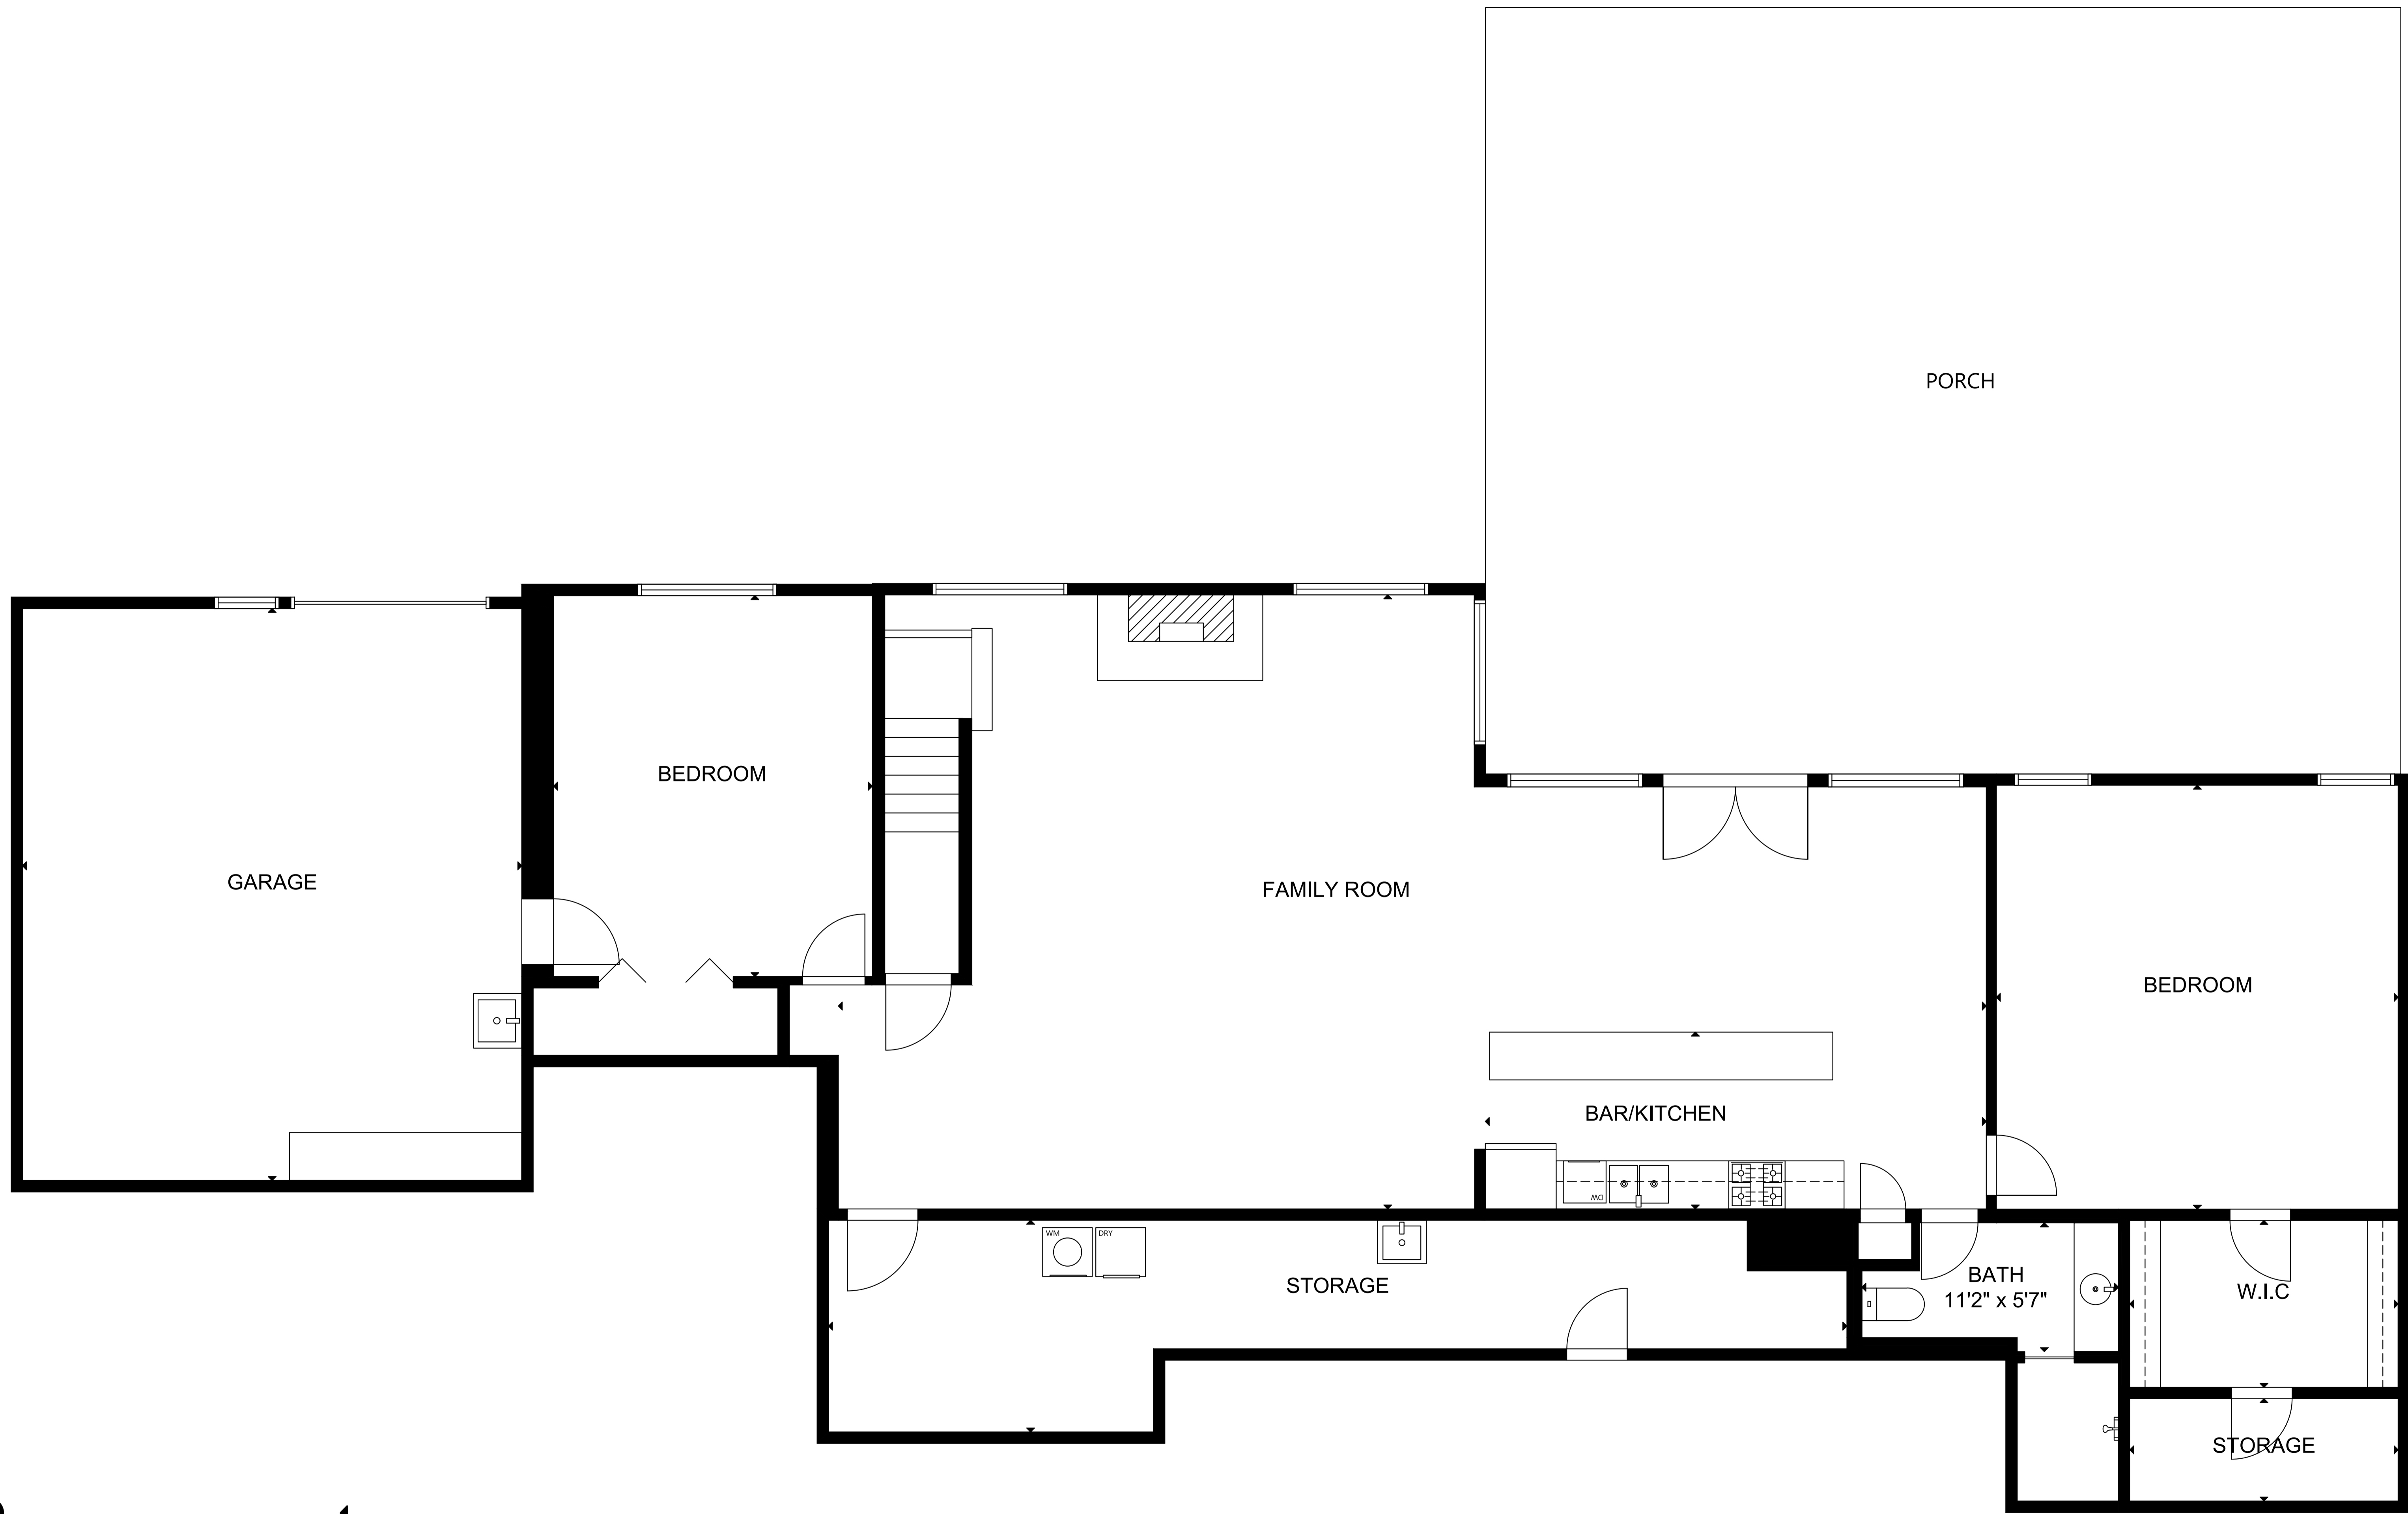 PORCH
BEDROOM
GARAGE
FAMILY ROOM
BEDROOM
BAR/KITCHEN
DW
WM
DRY
STORAGE
BATH
11'2" x 5'7"
W.I.C
STORAGE